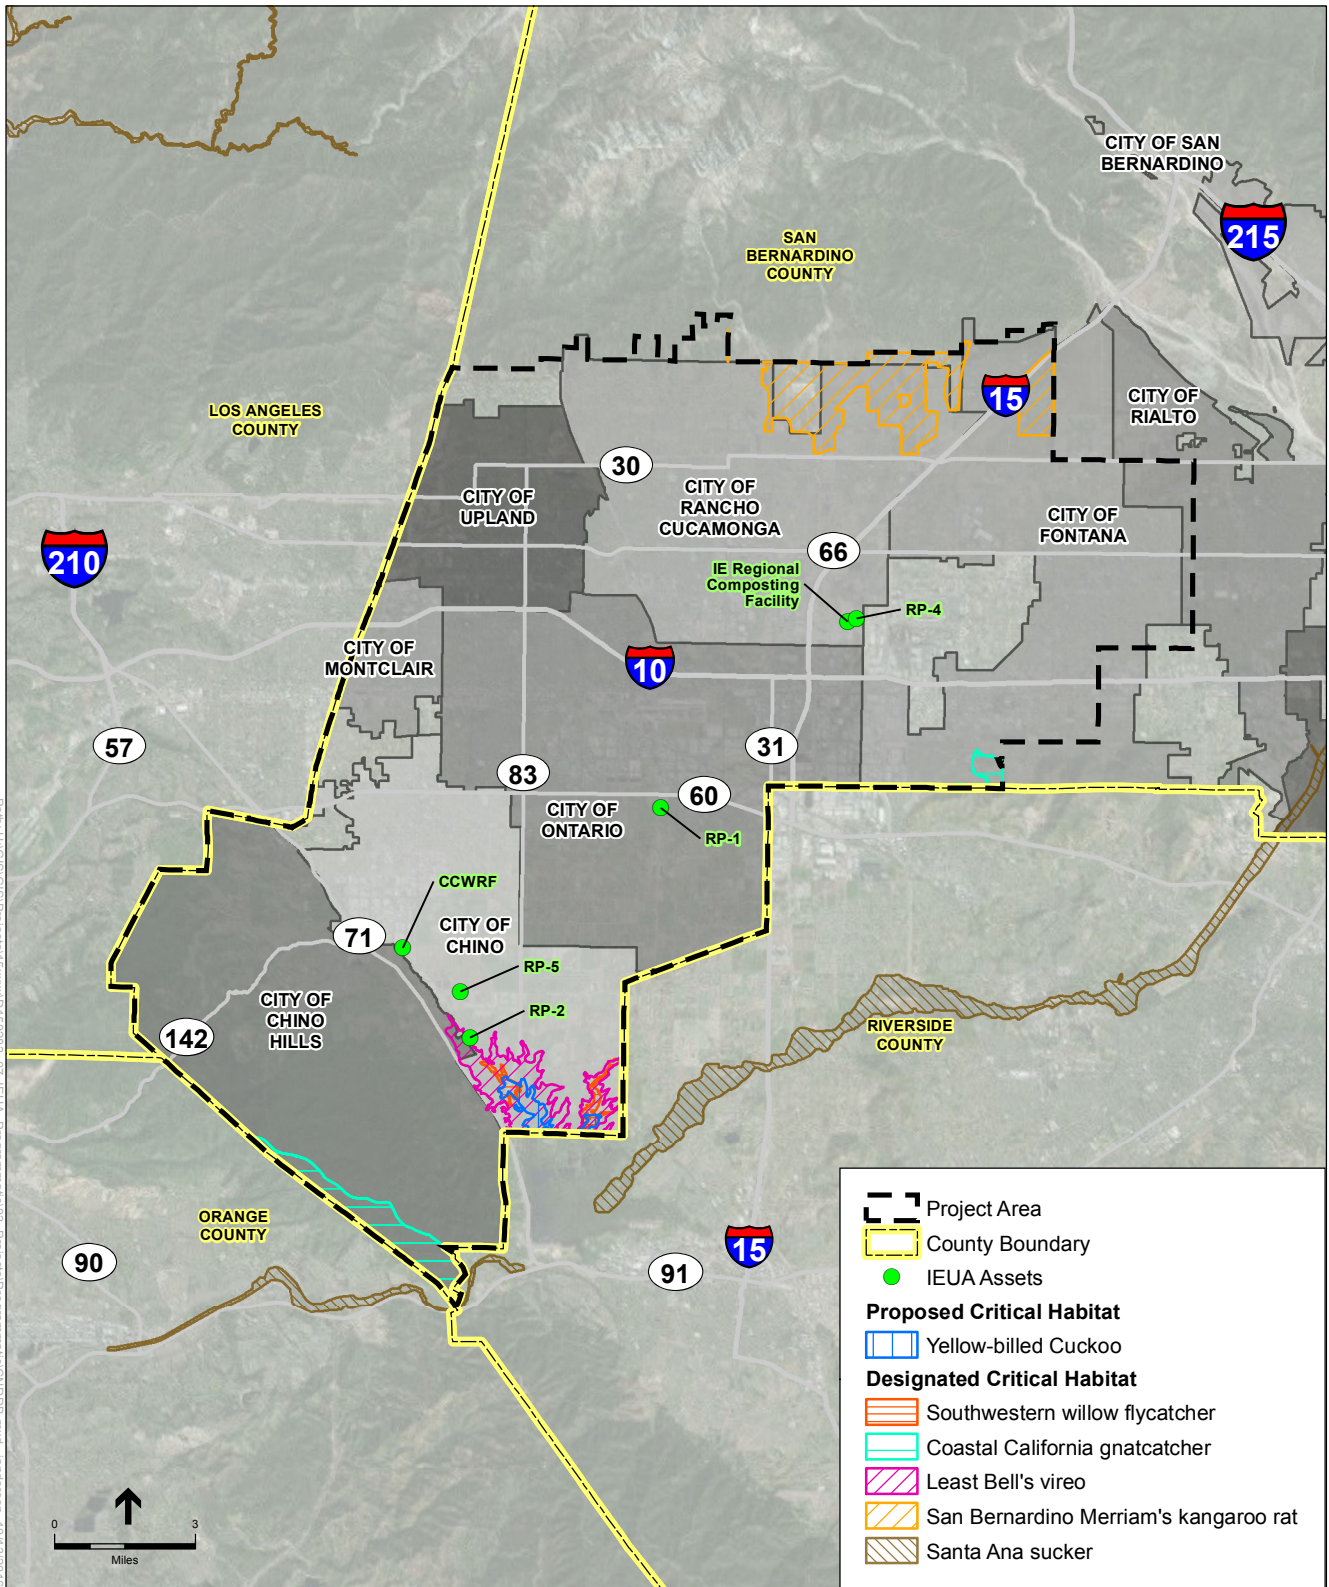 CITY OF SAN
BERNARDINO
215
SAN
BERNARDINO
COUNTY
LOS ANGELES
COUNTY
15
CITY OF
RIALTO
30
CITY OF
UPLAND
CITY OF
RANCHO
CUCAMONGA
CITY OF
FONTANA
210
66
IE Regional
Composting
Facility
RP-4
CITY OF
MONTCLAIR
10
57
31
83
60
CITY OF
ONTARIO
RP-1
CCWRF
71
CITY OF
CHINO
RP-5
CITY OF
CHINO
HILLS
RP-2
142
RIVERSIDE
COUNTY
ORANGE
COUNTY
90
15
91
Project Area
County Boundary
IEUA Assets
Proposed Critical Habitat
Yellow-billed Cuckoo
Designated Critical Habitat
Southwestern willow flycatcher
Coastal California gnatcatcher
Least Bell's vireo
San Bernardino Merriam's kangaroo rat
Santa Ana sucker
0 3
Miles